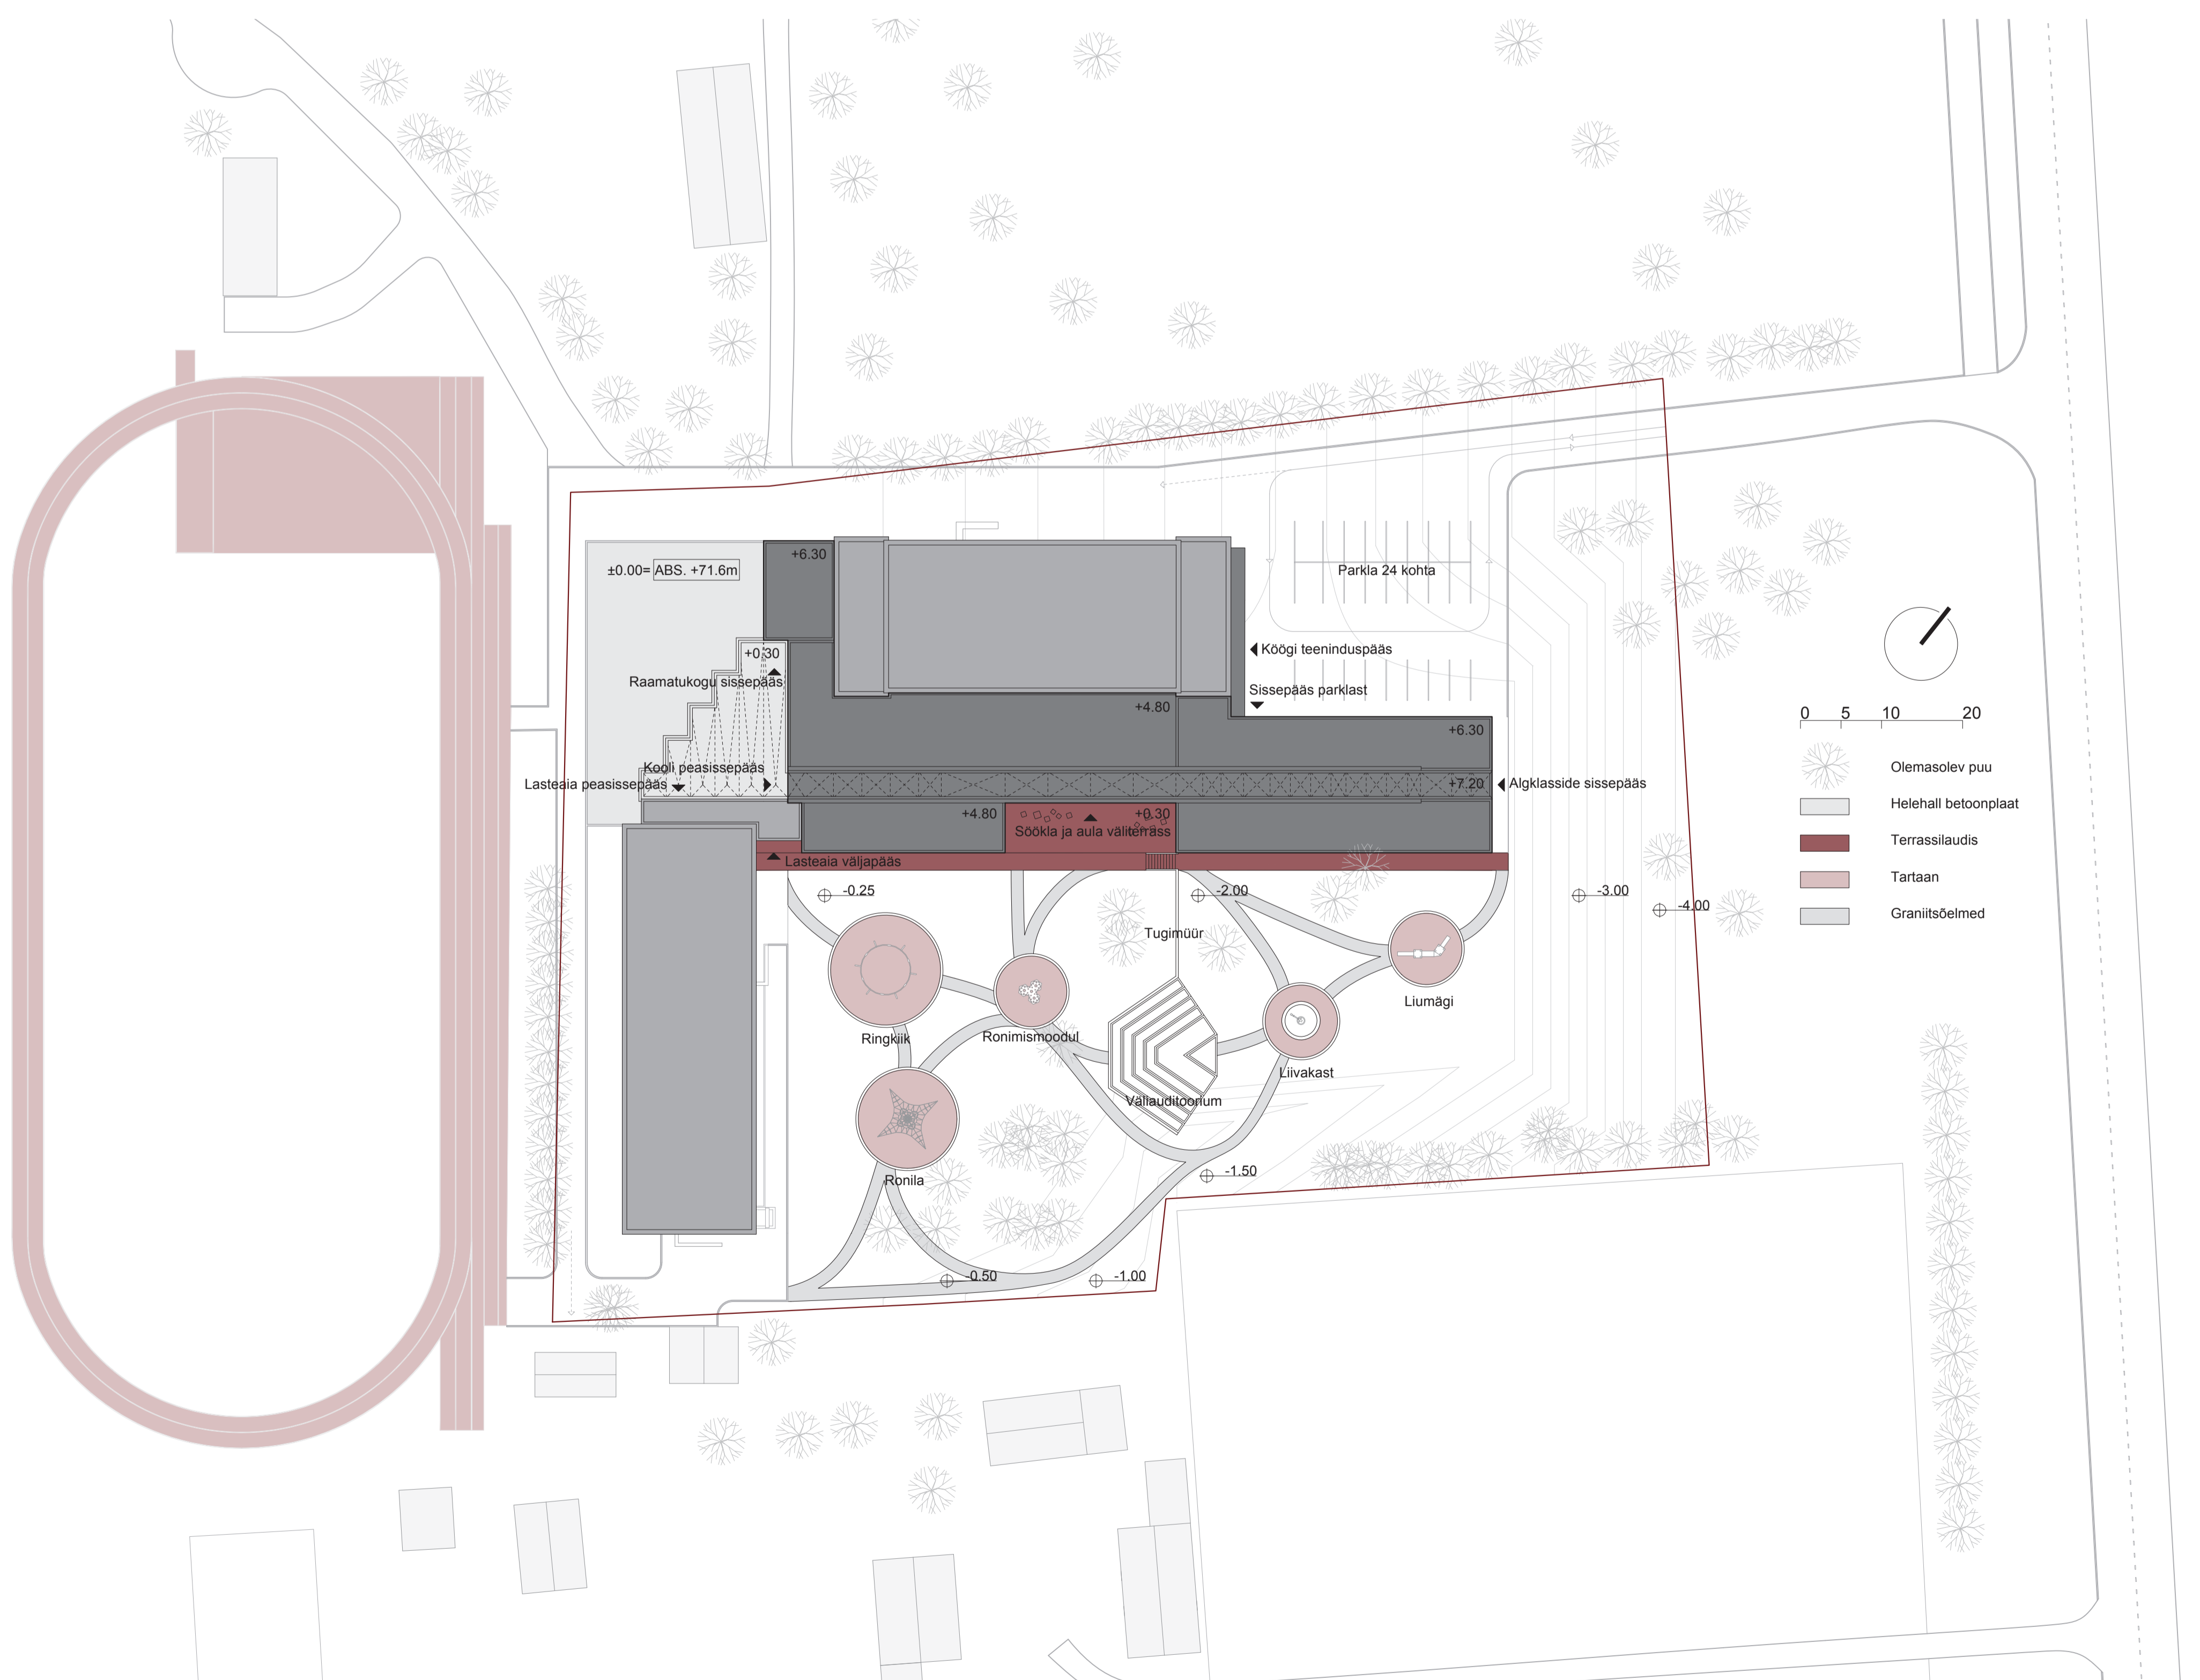 +6.30
±0.00= ABS. +71.6m
Parkla 24 kohta
+0.30
Köögi teeninduspääs
Raamatukogu sissepääs
Sissepääs parklast
+4.80
0 5 10 20
+6.30
Kooli peasissepääs
Olemasolev puu
Lasteaia peasissepääs
+7.20
Algklasside sissepääs
Helehall betoonplaat
+4.80
+0.30
Söökla ja aula väliterrass
Terrassilaudis
Lasteaia väljapääs
Tartaan
-0.25
-2.00
-3.00
-4.00
Graniitsõelmed
Tugimüür
Liumägi
Ringkiik
Ronimismoodul
Liivakast
Väliauditoorium
Ronila
-1.50
-0.50
-1.00